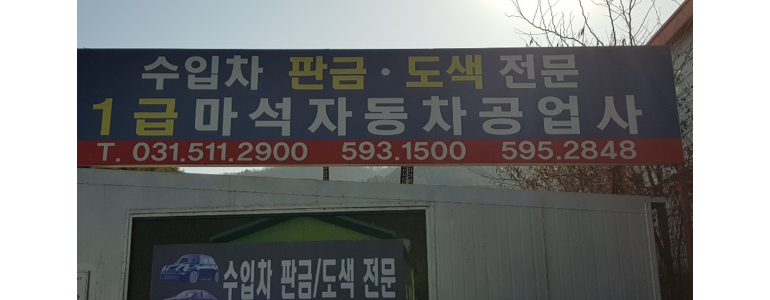 수입차 판금·도색 전문
1급마석자동차공업사
T. 031.511.2900 593.1500 595.2848
수입차 판금/도색 전문